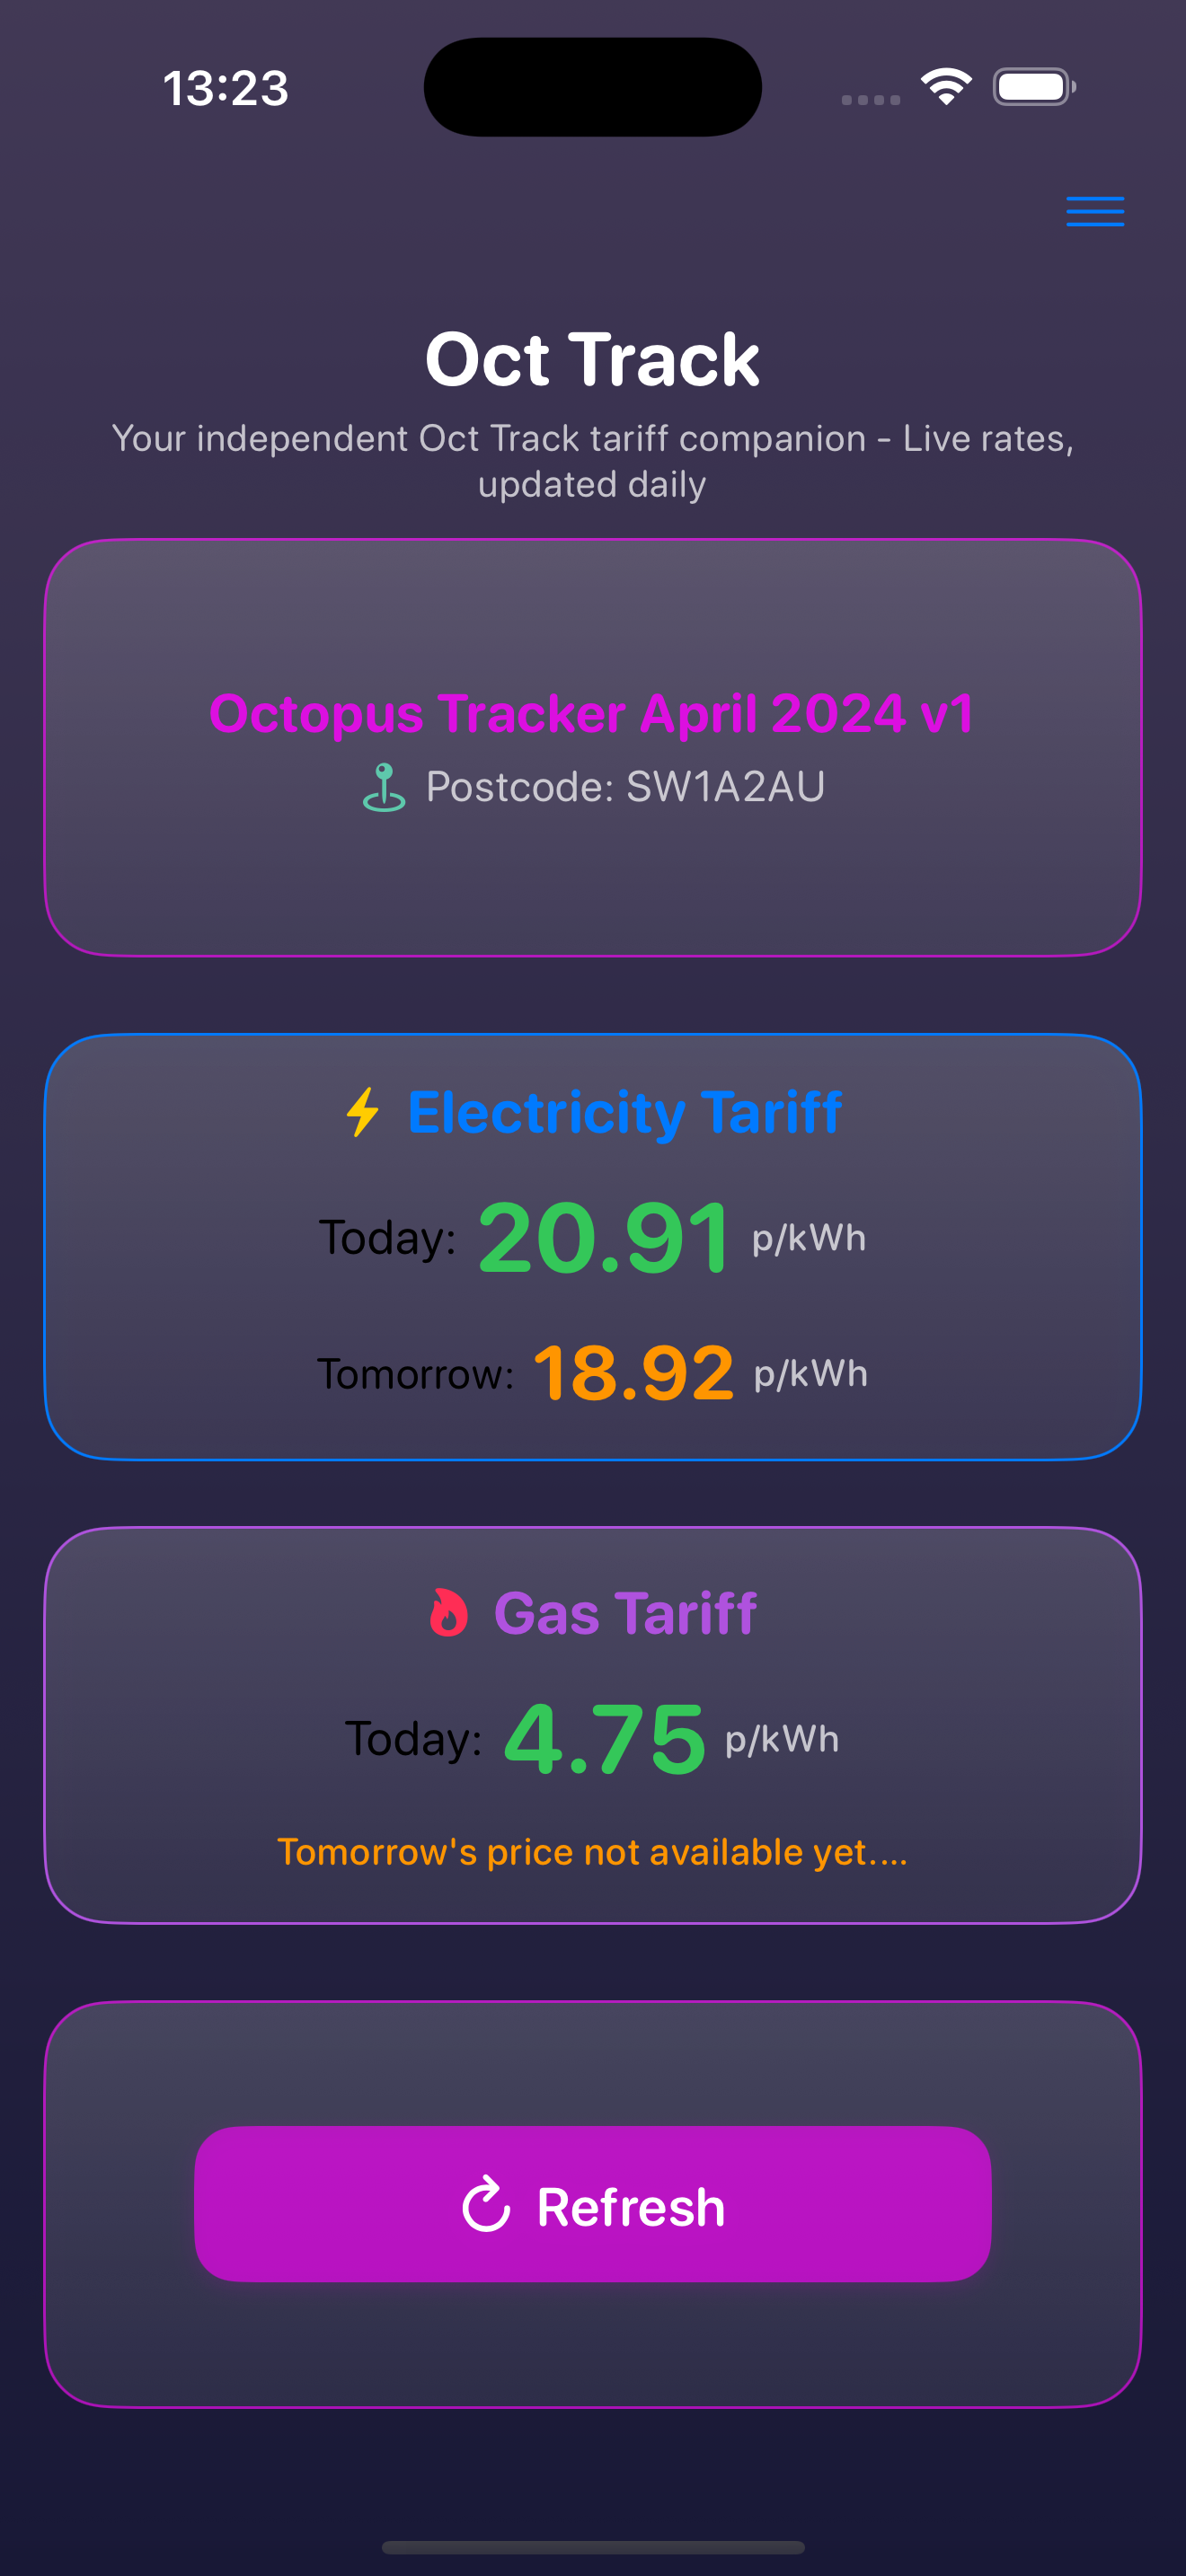 13:23
Oct Track
Your independent Oct Track tariff companion - Live rates,
updated daily
Octopus Tracker April 2024 v1
Postcode: SW1A2AU
Electricity Tariff
Today: 20.91 p/kWh
Tomorrow: 18.92 p/kWh
Gas Tariff
Today: 4.75 p/kWh
Tomorrow's price not available yet....
Refresh